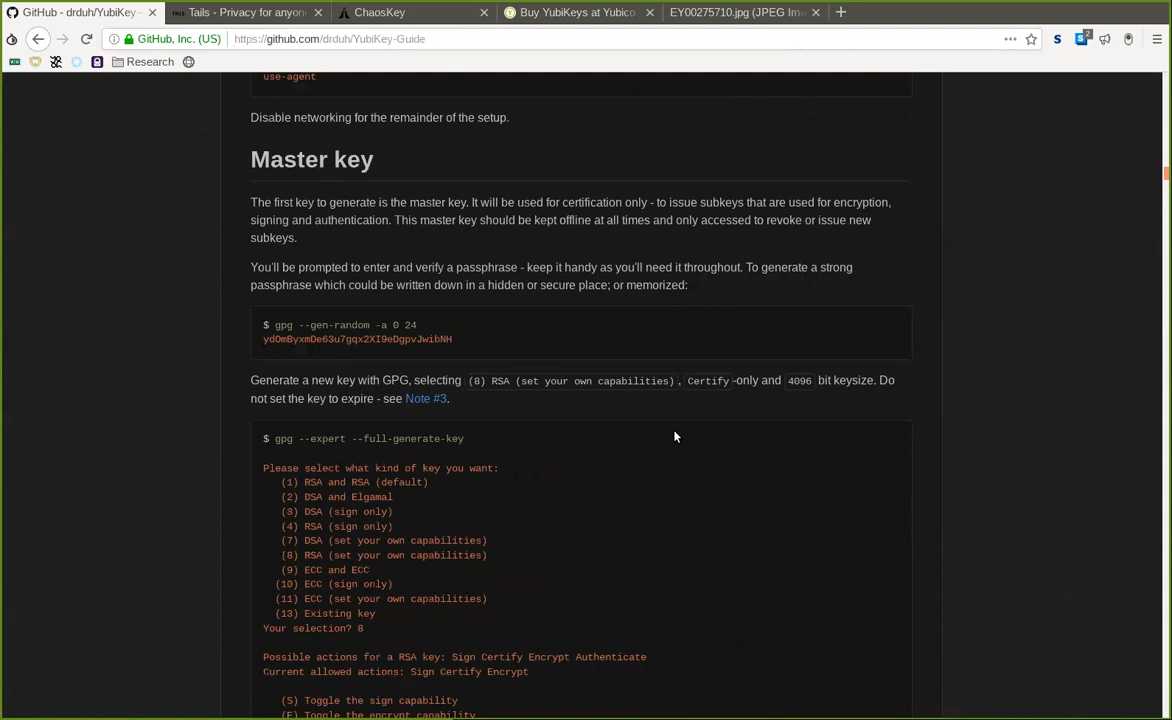 GitHub - drduh/YubiKey-
Tails - Privacy for anyon
ChaosKey
Buy YubiKeys at Yubico
EY00275710.jpg (JPEG Im
GitHub, Inc. (US)
https://github.com/drduh/YubiKey-Guide
2
Research
use-agent
Disable networking for the remainder of the setup.
Master key
The first key to generate is the master key. It will be used for certification only - to issue subkeys that are used for encryption,
signing and authentication. This master key should be kept offline at all times and only accessed to revoke or issue new
subkeys.
You'll be prompted to enter and verify a passphrase - keep it handy as you'll need it throughout. To generate a strong
passphrase which could be written down in a hidden or secure place; or memorized:
$ gpg --gen-random -a 0 24
ydOmByxmDe63u7gqx2XI9eDgpvJwibNH
Generate a new key with GPG, selecting (8) RSA (set your own capabilities), Certify-only and 4096 bit keysize. Do
not set the key to expire - see Note #3.
$ gpg --expert --full-generate-key
Please select what kind of key you want:
(1) RSA and RSA (default)
(2) DSA and Elgamal
(3) DSA (sign only)
(4) RSA (sign only)
(7) DSA (set your own capabilities)
(8) RSA (set your own capabilities)
(9) ECC and ECC
(10) ECC (sign only)
(11) ECC (set your own capabilities)
(13) Existing key
Your selection? 8
Possible actions for a RSA key: Sign Certify Encrypt Authenticate
Current allowed actions: Sign Certify Encrypt
(S) Toggle the sign capability
(E) Toggle the encrypt capability